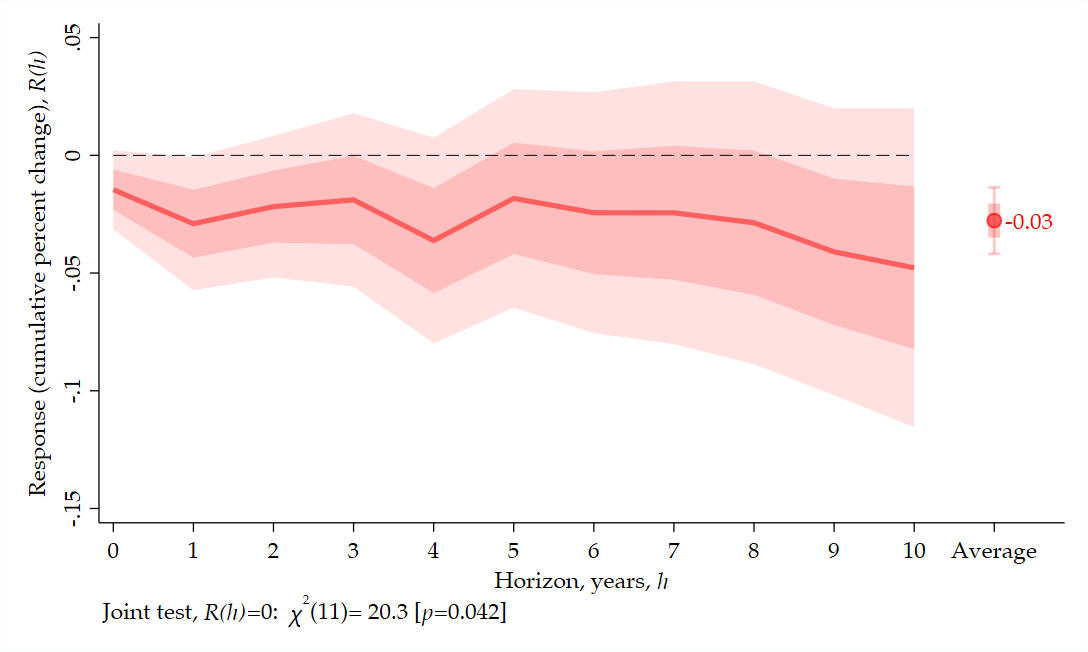 Response (cumulative percent change), R(h)
.05
0
-.05
-.1
-.15
-0.03
0 1 2 3 4 5 6 7 8 9 10 Average
Horizon, years, h
Joint test, R(h)=0: χ²(11)= 20.3 [p=0.042]